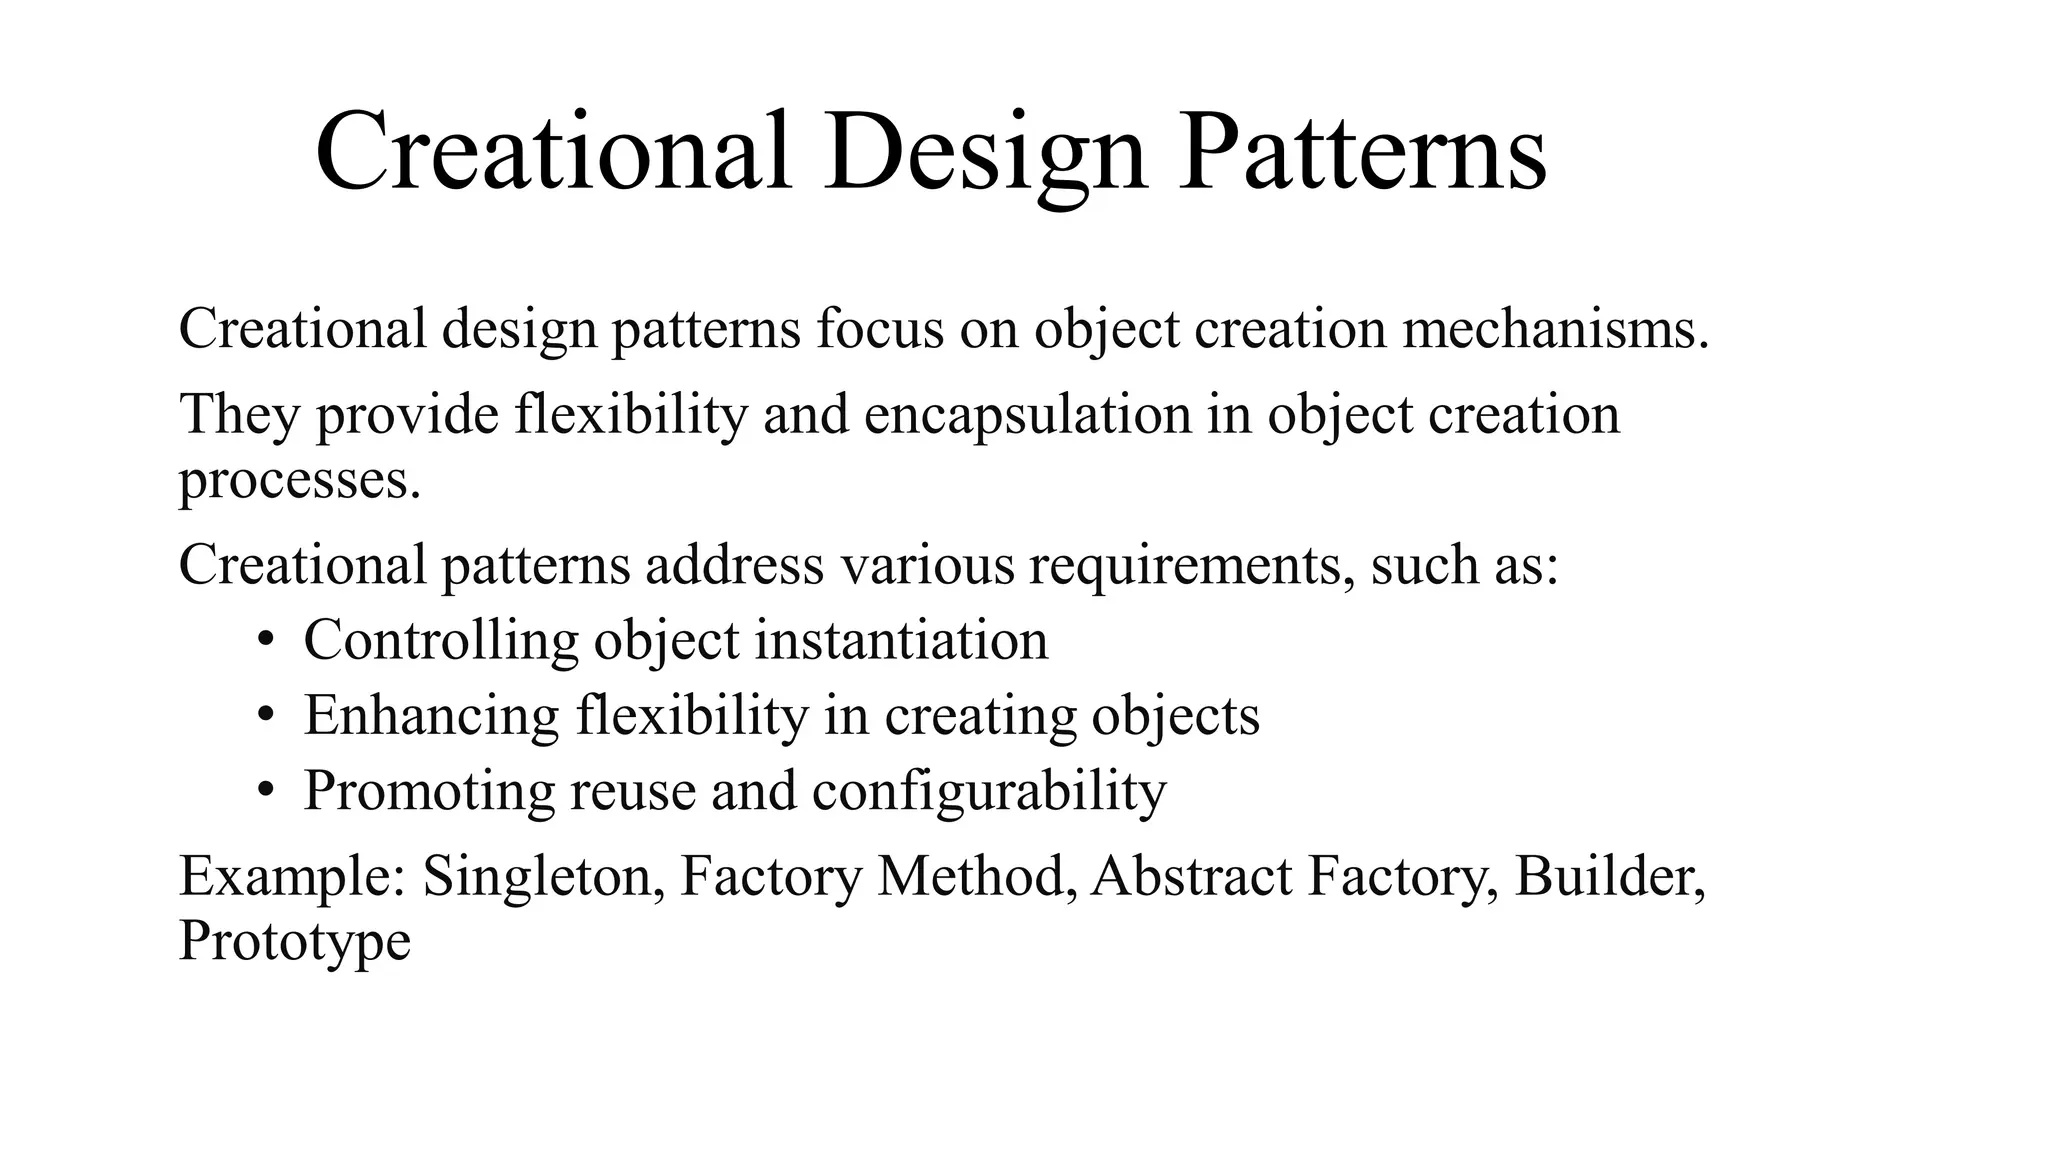 Creational Design Patterns
Creational design patterns focus on object creation mechanisms.
They provide flexibility and encapsulation in object creation
processes.
Creational patterns address various requirements, such as:
• Controlling object instantiation
• Enhancing flexibility in creating objects
• Promoting reuse and configurability
Example: Singleton, Factory Method, Abstract Factory, Builder,
Prototype